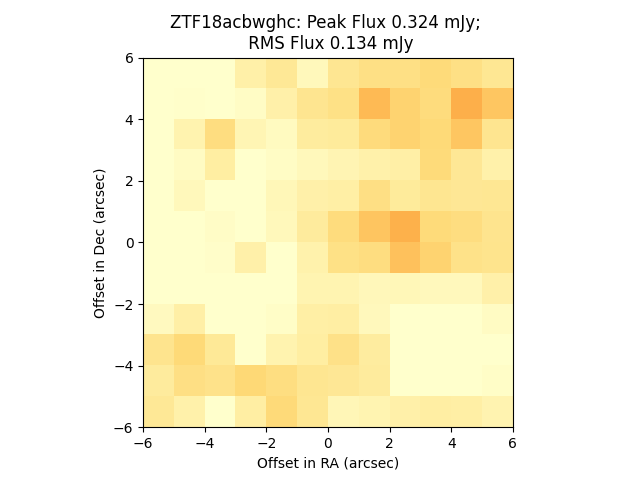 ZTF18acbwghc: Peak Flux 0.324 mJy;
RMS Flux 0.134 mJy
6
4
2
0
−2
−4
−6
Offset in Dec (arcsec)
−6 −4 −2 0 2 4 6
Offset in RA (arcsec)